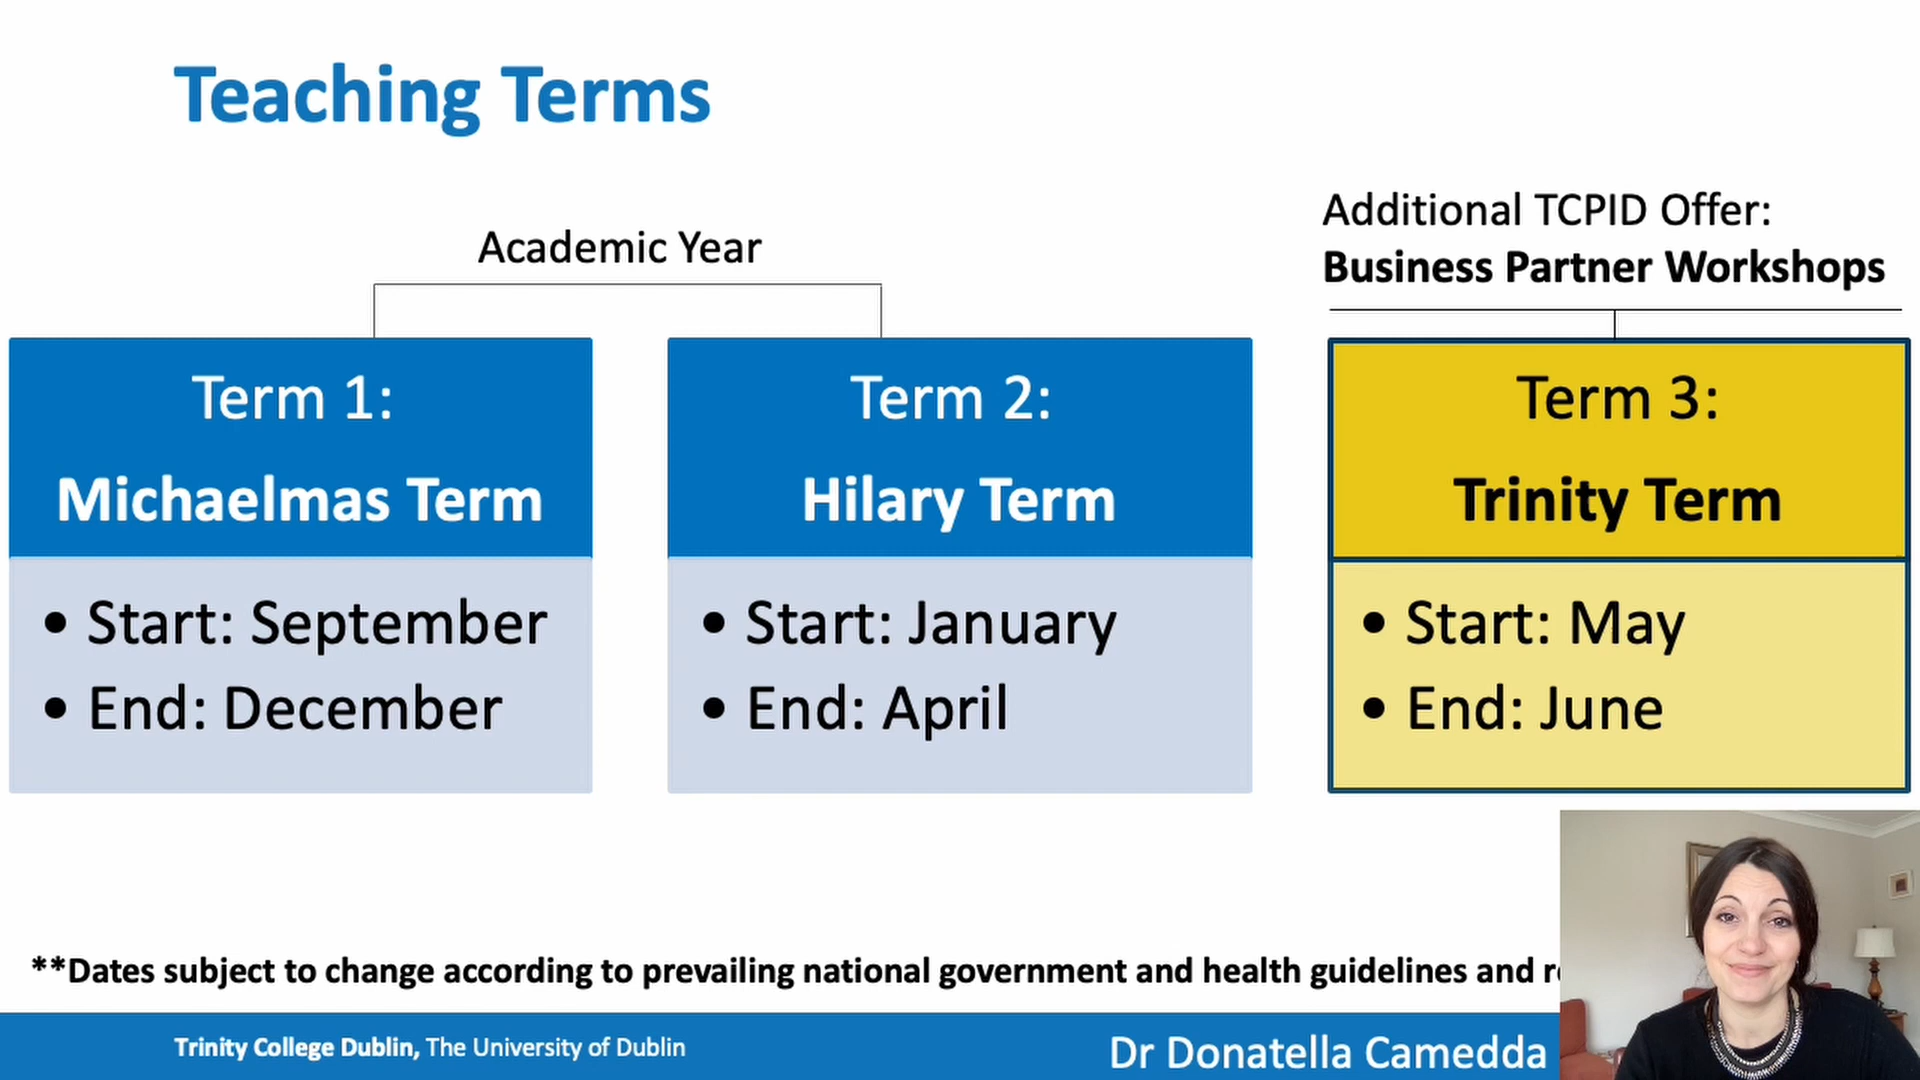 Teaching Terms
Academic Year
Additional TCPID Offer:
Business Partner Workshops
Term 1:
Michaelmas Term
• Start: September
• End: December
Term 2:
Hilary Term
• Start: January
• End: April
Term 3:
Trinity Term
• Start: May
• End: June
**Dates subject to change according to prevailing national government and health guidelines and
Trinity College Dublin, The University of Dublin
Dr Donatella Camedda